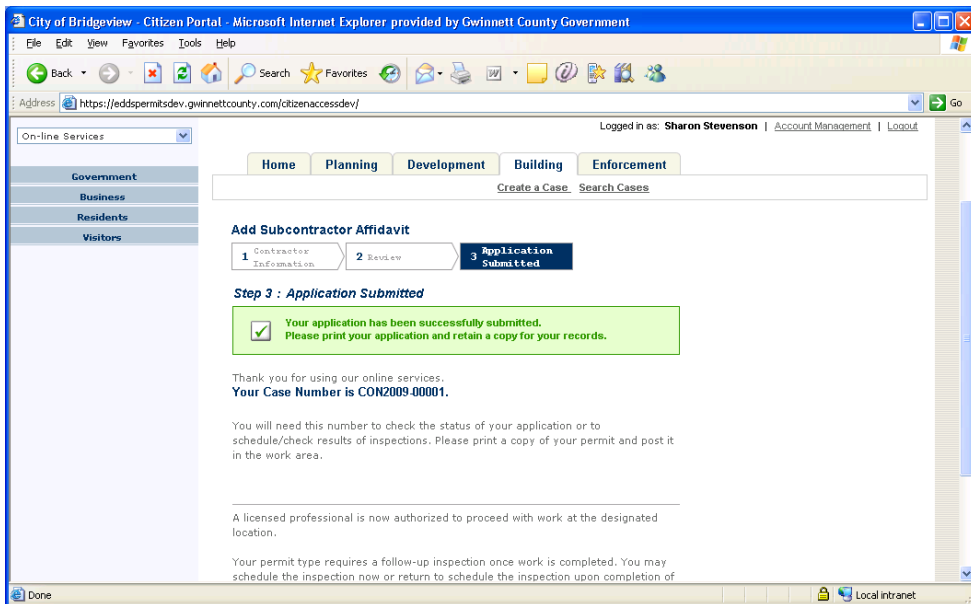 City of Bridgeview - Citizen Portal - Microsoft Internet Explorer provided by Gwinnett County Government
File Edit View Favorites Tools Help
Back Search Favorites
Address https://eddspermitsdev.gwinnettcounty.com/citizenaccessdev/ Go
On-line Services
Logged in as: Sharon Stevenson | Account Management | Logout
Home Planning Development Building Enforcement
Create a Case Search Cases
Government
Business
Residents
Visitors
Add Subcontractor Affidavit
1 Contractor Information 2 Review 3 Application Submitted
Step 3 : Application Submitted
Your application has been successfully submitted.
Please print your application and retain a copy for your records.
Thank you for using our online services.
Your Case Number is CON2009-00001.
You will need this number to check the status of your application or to
schedule/check results of inspections. Please print a copy of your permit and post it
in the work area.
A licensed professional is now authorized to proceed with work at the designated
location.
Your permit type requires a follow-up inspection once work is completed. You may
schedule the inspection now or return to schedule the inspection upon completion of
Done Local intranet